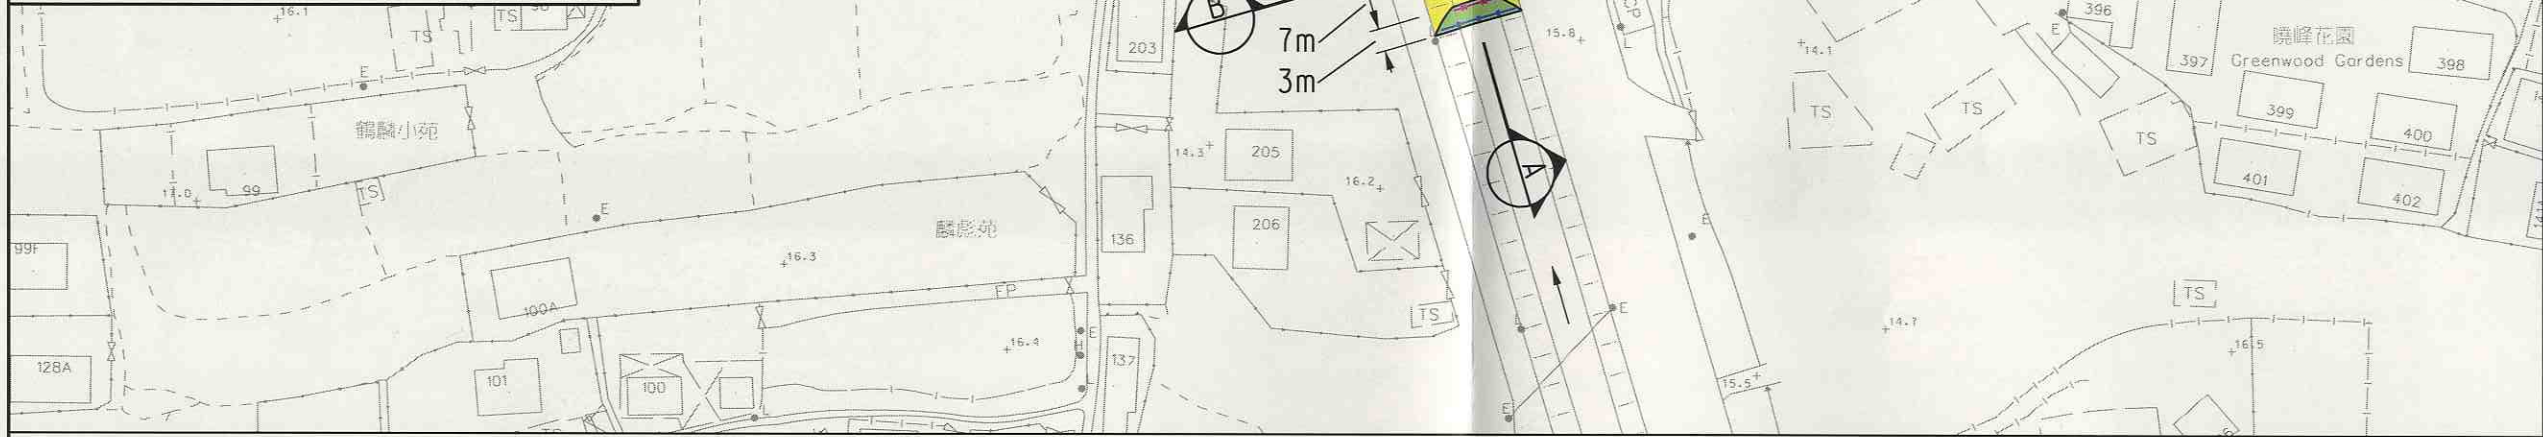 16.1
TS
TS
203
B
7m
3m
15.8
CP
L
14.1
E
396
397
曉峰花園
Greenwood Gardens
398
399
400
401
402
TS
TS
TS
E
鶴麟小苑
99
17.0
TS
E
麟彪苑
16.3
136
14.3
205
206
16.2
A
E
99F
128A
100A
FP
16.4
E
H
L
137
TS
E
E
15.5
14.7
TS
16.5
101
100
TS